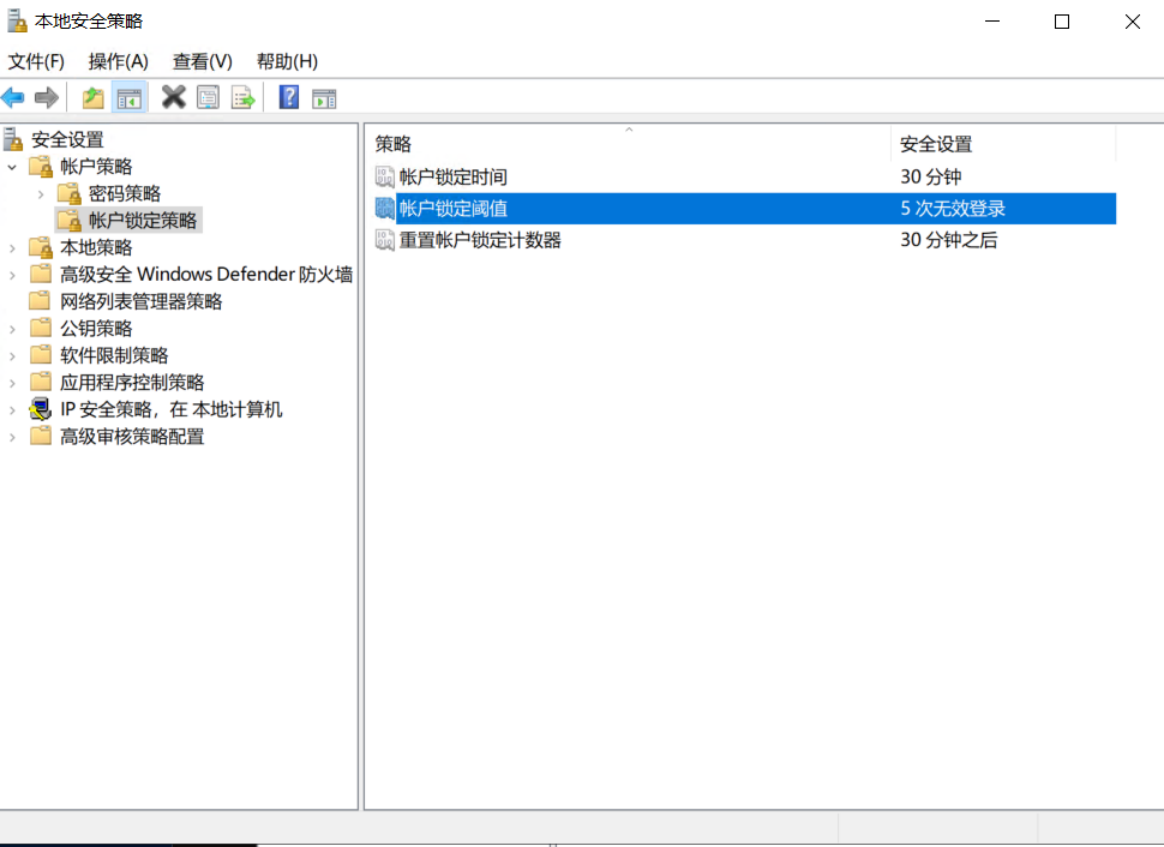 本地安全策略
文件(F) 操作(A) 查看(V) 帮助(H)
安全设置
帐户策略
密码策略
帐户锁定策略
本地策略
高级安全 Windows Defender 防火墙
网络列表管理器策略
公钥策略
软件限制策略
应用程序控制策略
IP 安全策略，在 本地计算机
高级审核策略配置
策略 安全设置
帐户锁定时间 30 分钟
帐户锁定阈值 5 次无效登录
重置帐户锁定计数器 30 分钟之后